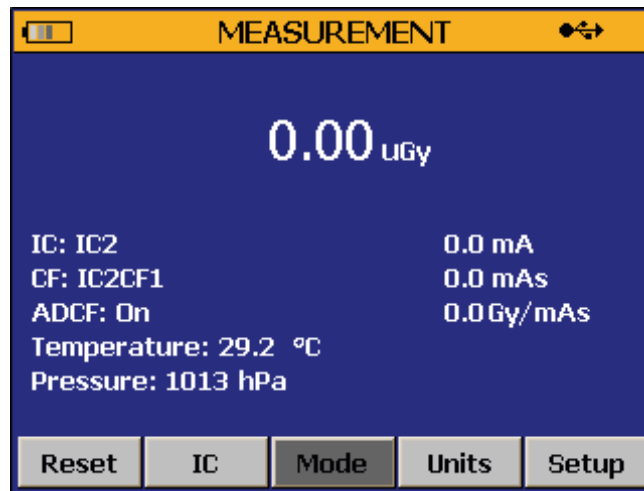 MEASUREMENT
0.00 uGy
IC: IC2 0.0 mA
CF: IC2CF1 0.0 mAs
ADCF: On 0.0 Gy/mAs
Temperature: 29.2 ºC
Pressure: 1013 hPa
Reset IC Mode Units Setup